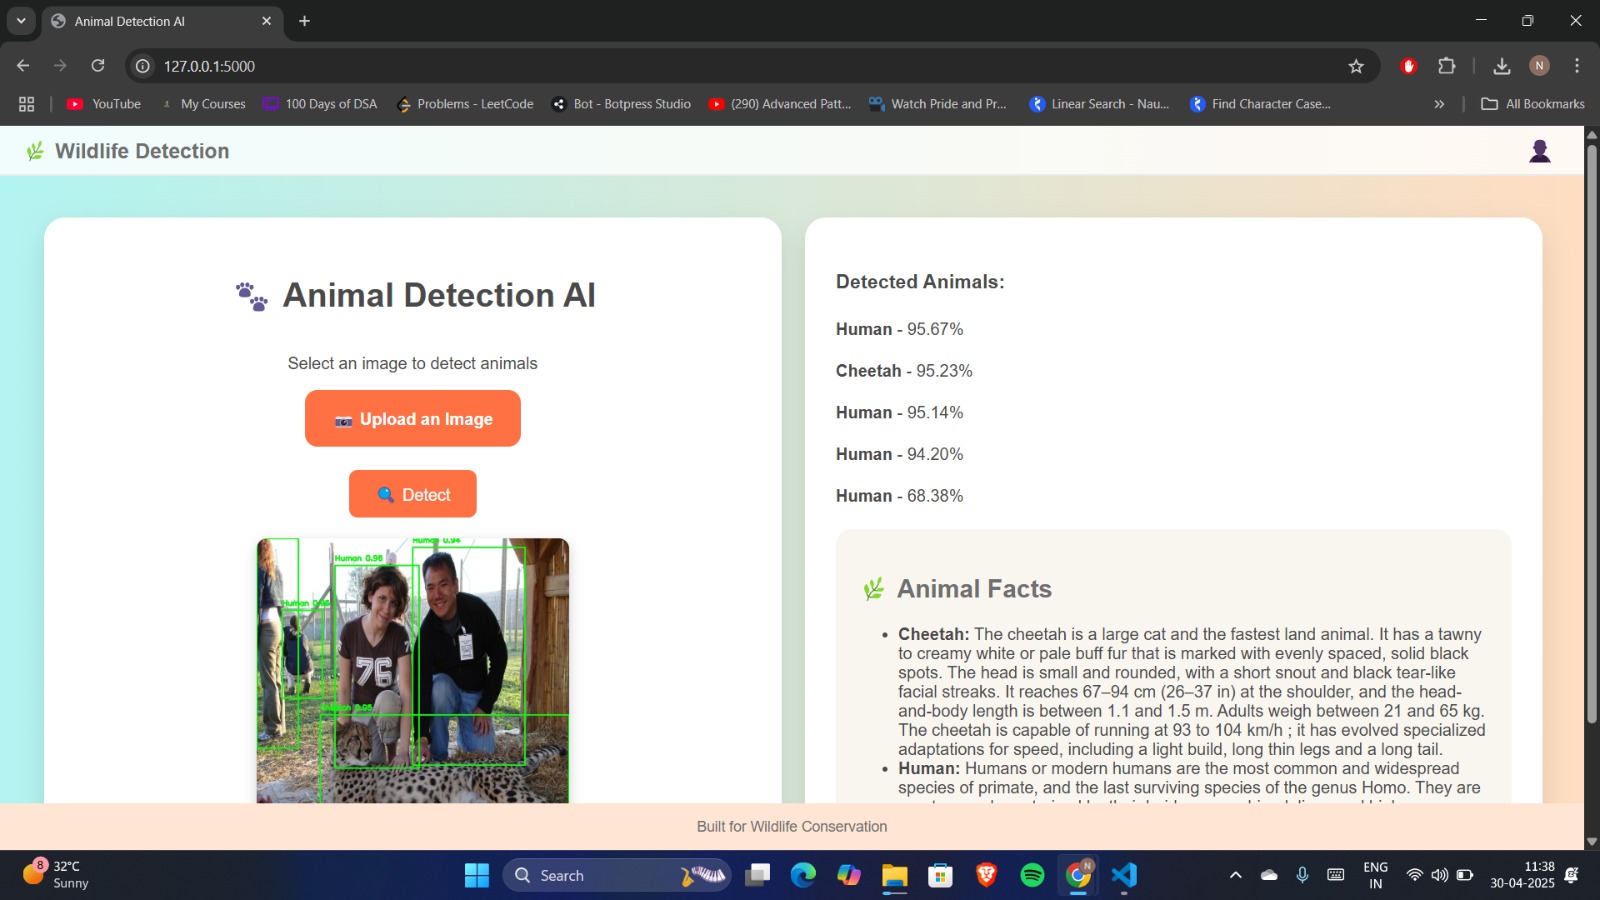 Animal Detection AI
127.0.0.1:5000
N
YouTube
My Courses
100 Days of DSA
Problems - LeetCode
Bot - Botpress Studio
(290) Advanced Patt...
Watch Pride and Pr...
Linear Search - Nau...
Find Character Case...
All Bookmarks
Wildlife Detection
Animal Detection AI
Select an image to detect animals
Upload an Image
Detect
Human 0.96
Human 0.94
76
Detected Animals:
Human - 95.67%
Cheetah - 95.23%
Human - 95.14%
Human - 94.20%
Human - 68.38%
Animal Facts
• Cheetah: The cheetah is a large cat and the fastest land animal. It has a tawny
to creamy white or pale buff fur that is marked with evenly spaced, solid black
spots. The head is small and rounded, with a short snout and black tear-like
facial streaks. It reaches 67–94 cm (26–37 in) at the shoulder, and the head-
and-body length is between 1.1 and 1.5 m. Adults weigh between 21 and 65 kg.
The cheetah is capable of running at 93 to 104 km/h ; it has evolved specialized
adaptations for speed, including a light build, long thin legs and a long tail.
• Human: Humans or modern humans are the most common and widespread
species of primate, and the last surviving species of the genus Homo. They are
Built for Wildlife Conservation
8
32°C
Sunny
Search
N
ENG
IN
11:38
30-04-2025